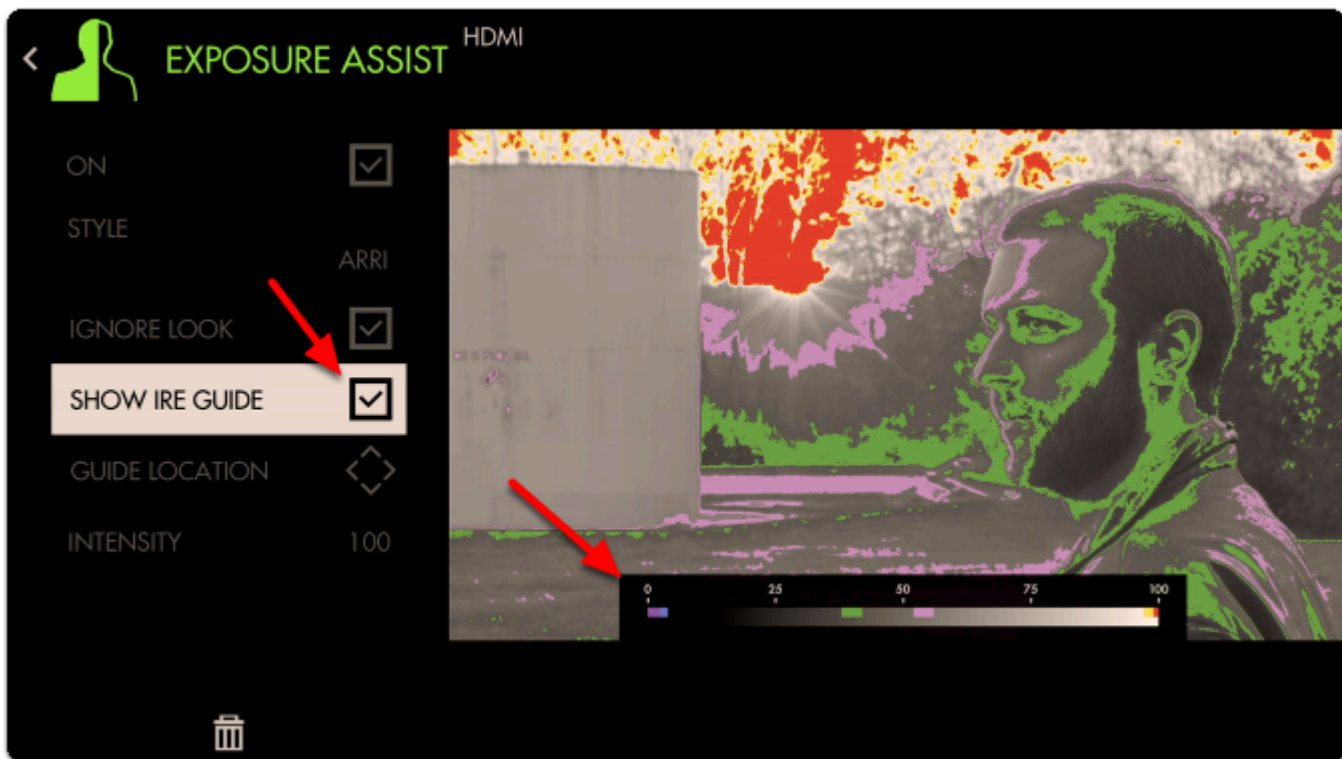 EXPOSURE ASSIST
HDMI
ON
STYLE
ARRI
IGNORE LOOK
SHOW IRE GUIDE
GUIDE LOCATION
INTENSITY 100
0 25 50 75 100